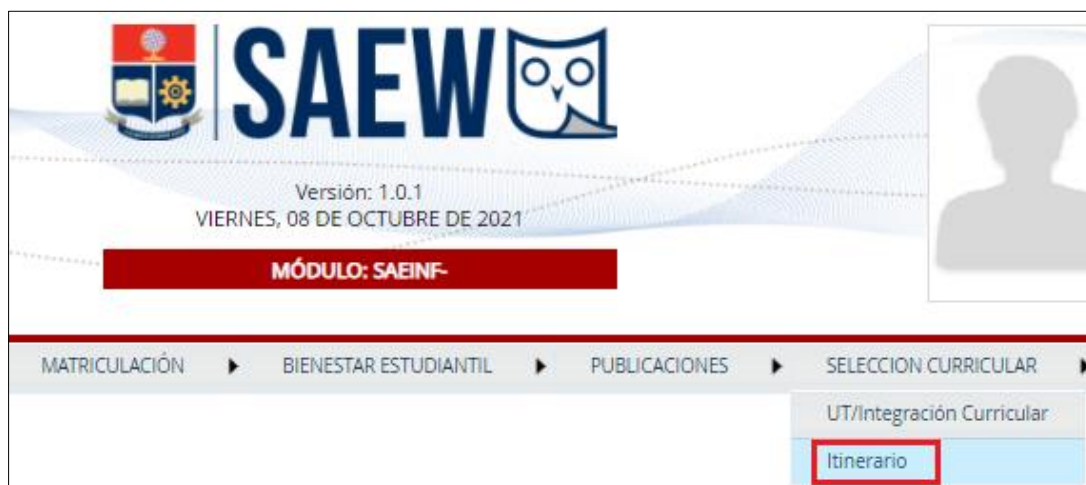 SAEW
Versión: 1.0.1
VIERNES, 08 DE OCTUBRE DE 2021
MÓDULO: SAEINF-
MATRICULACIÓN BIENESTAR ESTUDIANTIL PUBLICACIONES SELECCION CURRICULAR
UT/Integración Curricular
Itinerario